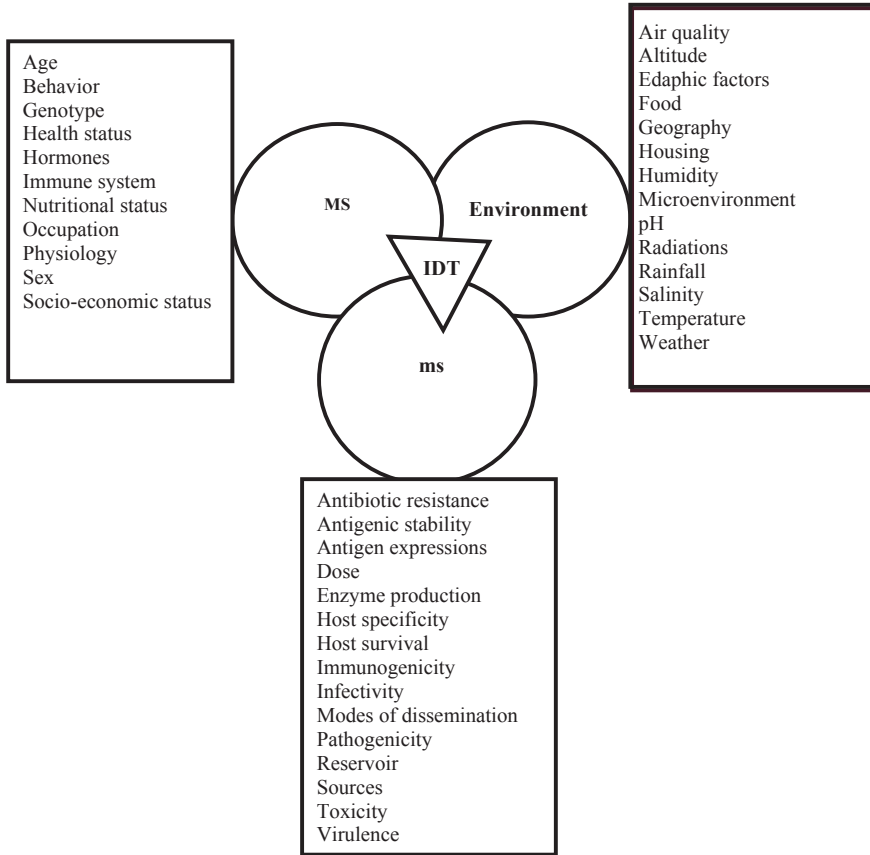 Age
Behavior
Genotype
Health status
Hormones
Immune system
Nutritional status
Occupation
Physiology
Sex
Socio-economic status
MS
Environment
IDT
ms
Air quality
Altitude
Edaphic factors
Food
Geography
Housing
Humidity
Microenvironment
pH
Radiations
Rainfall
Salinity
Temperature
Weather
Antibiotic resistance
Antigenic stability
Antigen expressions
Dose
Enzyme production
Host specificity
Host survival
Immunogenicity
Infectivity
Modes of dissemination
Pathogenicity
Reservoir
Sources
Toxicity
Virulence